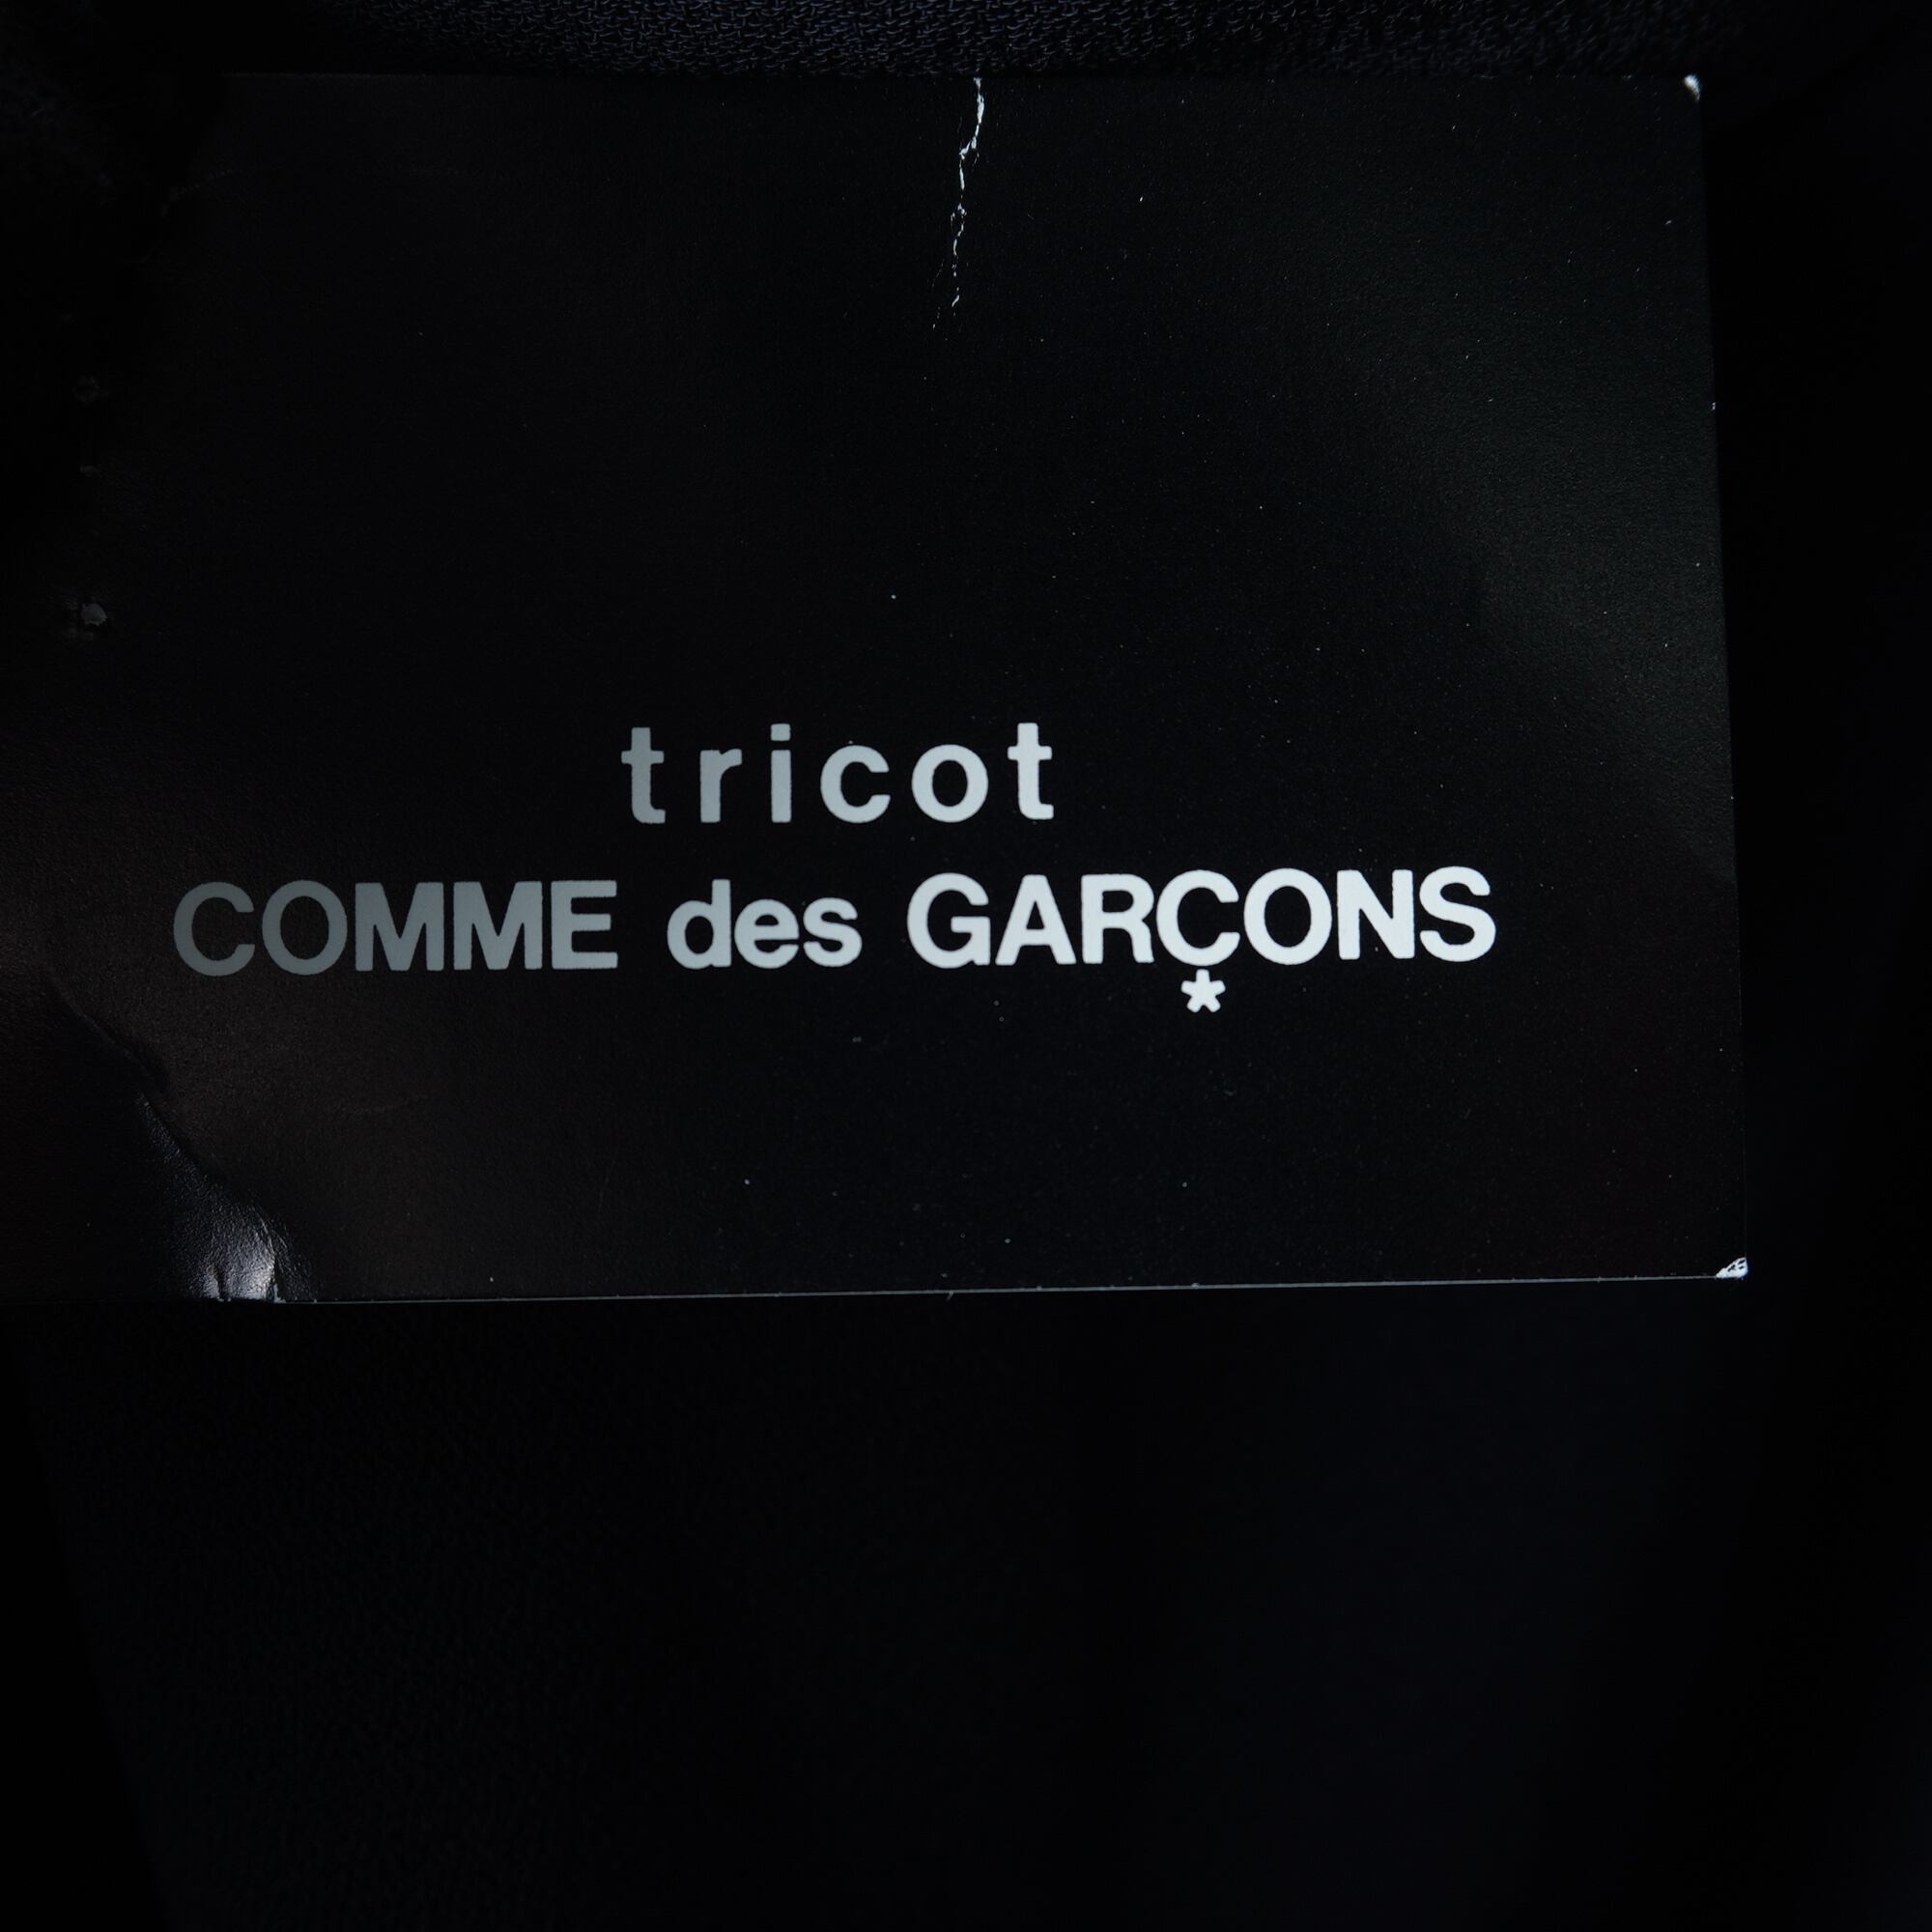 tricot
COMME des GARÇONS
*